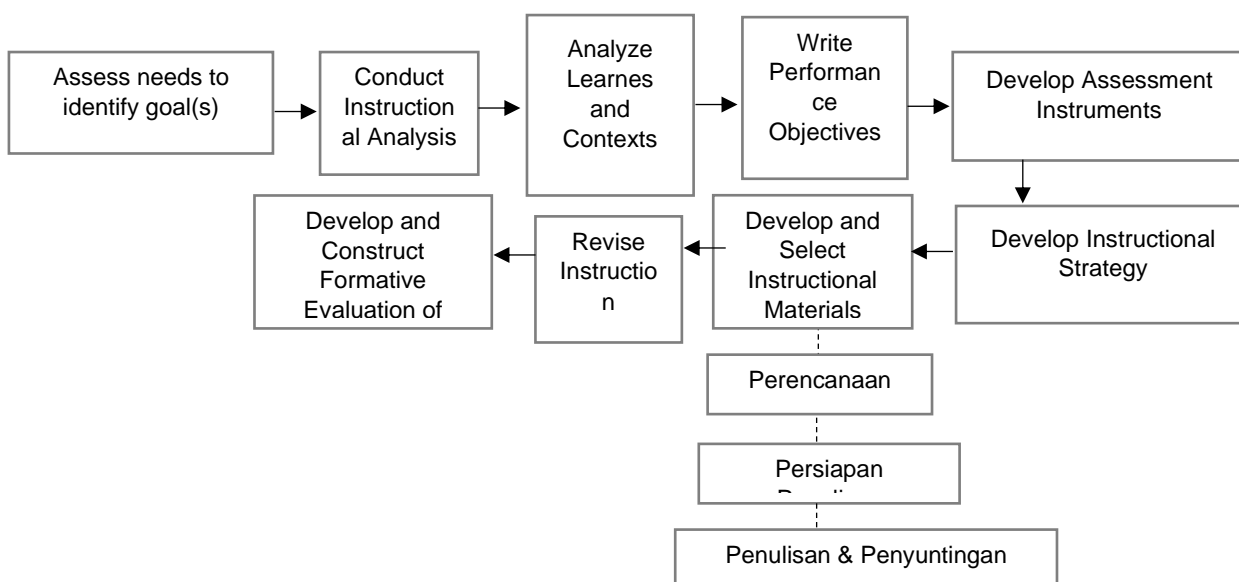 Assess needs to
identify goal(s)
Conduct
Instruction
al Analysis
Analyze
Learnes
and
Contexts
Write
Performan
ce
Objectives
Develop Assessment
Instruments
Develop and
Construct
Formative
Evaluation of
Revise
Instructio
n
Develop and
Select
Instructional
Materials
Develop Instructional
Strategy
Perencanaan
Persiapan
Penulisan & Penyuntingan